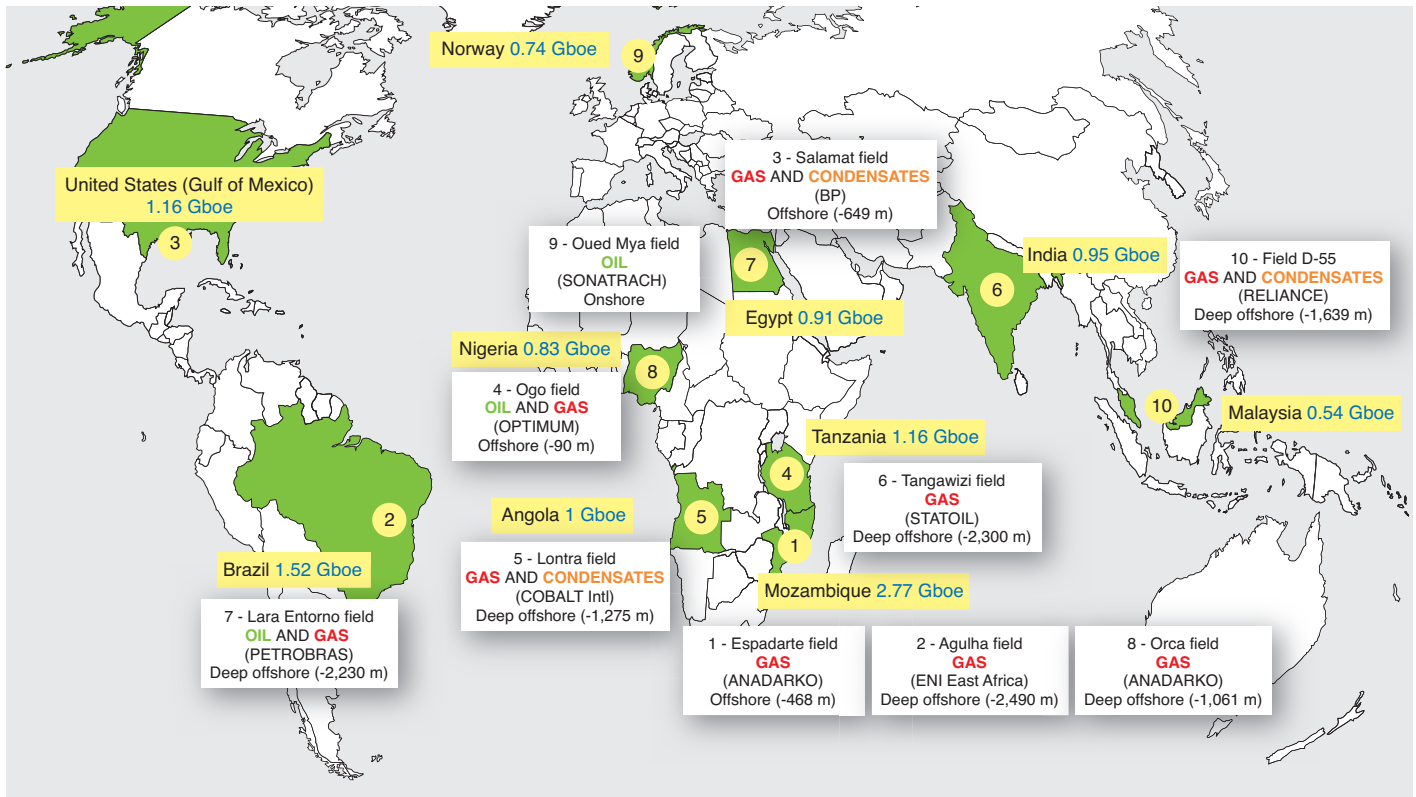 Norway 0.74 Gboe
9
United States (Gulf of Mexico)
1.16 Gboe
3
3 - Salamat field
GAS AND CONDENSATES
(BP)
Offshore (-649 m)
9 - Oued Mya field
OIL
(SONATRACH)
Onshore
7
Egypt 0.91 Gboe
India 0.95 Gboe
6
10 - Field D-55
GAS AND CONDENSATES
(RELIANCE)
Deep offshore (-1,639 m)
Nigeria 0.83 Gboe
8
4 - Ogo field
OIL AND GAS
(OPTIMUM)
Offshore (-90 m)
10
Malaysia 0.54 Gboe
Tanzania 1.16 Gboe
4
6 - Tangawizi field
GAS
(STATOIL)
Deep offshore (-2,300 m)
2
Brazil 1.52 Gboe
7 - Lara Entorno field
OIL AND GAS
(PETROBRAS)
Deep offshore (-2,230 m)
Angola 1 Gboe
5
5 - Lontra field
GAS AND CONDENSATES
(COBALT Intl)
Deep offshore (-1,275 m)
1
Mozambique 2.77 Gboe
1 - Espadarte field
GAS
(ANADARKO)
Offshore (-468 m)
2 - Agulha field
GAS
(ENI East Africa)
Deep offshore (-2,490 m)
8 - Orca field
GAS
(ANADARKO)
Deep offshore (-1,061 m)